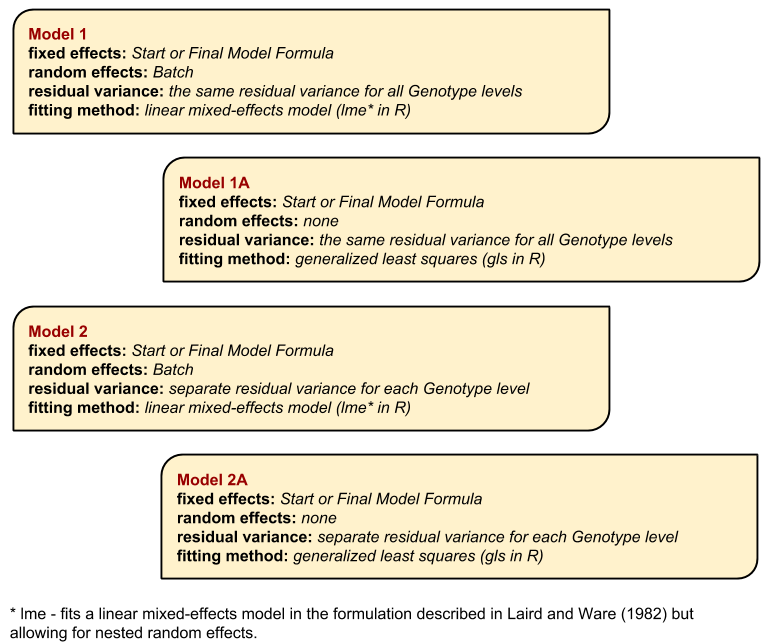 Model 1
fixed effects: Start or Final Model Formula
random effects: Batch
residual variance: the same residual variance for all Genotype levels
fitting method: linear mixed-effects model (lme* in R)
Model 1A
fixed effects: Start or Final Model Formula
random effects: none
residual variance: the same residual variance for all Genotype levels
fitting method: generalized least squares (gls in R)
Model 2
fixed effects: Start or Final Model Formula
random effects: Batch
residual variance: separate residual variance for each Genotype level
fitting method: linear mixed-effects model (lme* in R)
Model 2A
fixed effects: Start or Final Model Formula
random effects: none
residual variance: separate residual variance for each Genotype level
fitting method: generalized least squares (gls in R)
* lme - fits a linear mixed-effects model in the formulation described in Laird and Ware (1982) but
allowing for nested random effects.